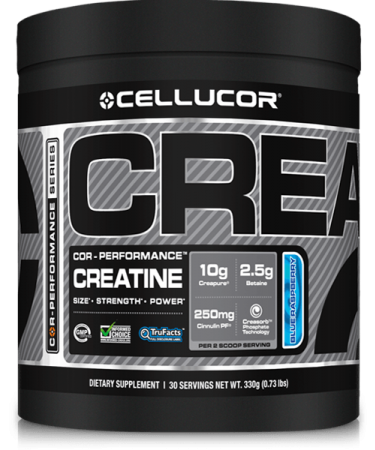 CELLUCOR®
CREA
COR-PERFORMANCE SERIES
COR-PERFORMANCE™
CREATINE
SIZE* • STRENGTH* • POWER*
10g
Creapure®
2.5g
Betaine
250mg
Cinnulin PF®
Creasorb™
Phosphate
Technology
PER 2 SCOOP SERVING
BLUE RASPBERRY
GMP
INFORMED
CHOICE
TruFacts
DIETARY SUPPLEMENT | 30 SERVINGS NET WT. 330g (0.73 lbs)